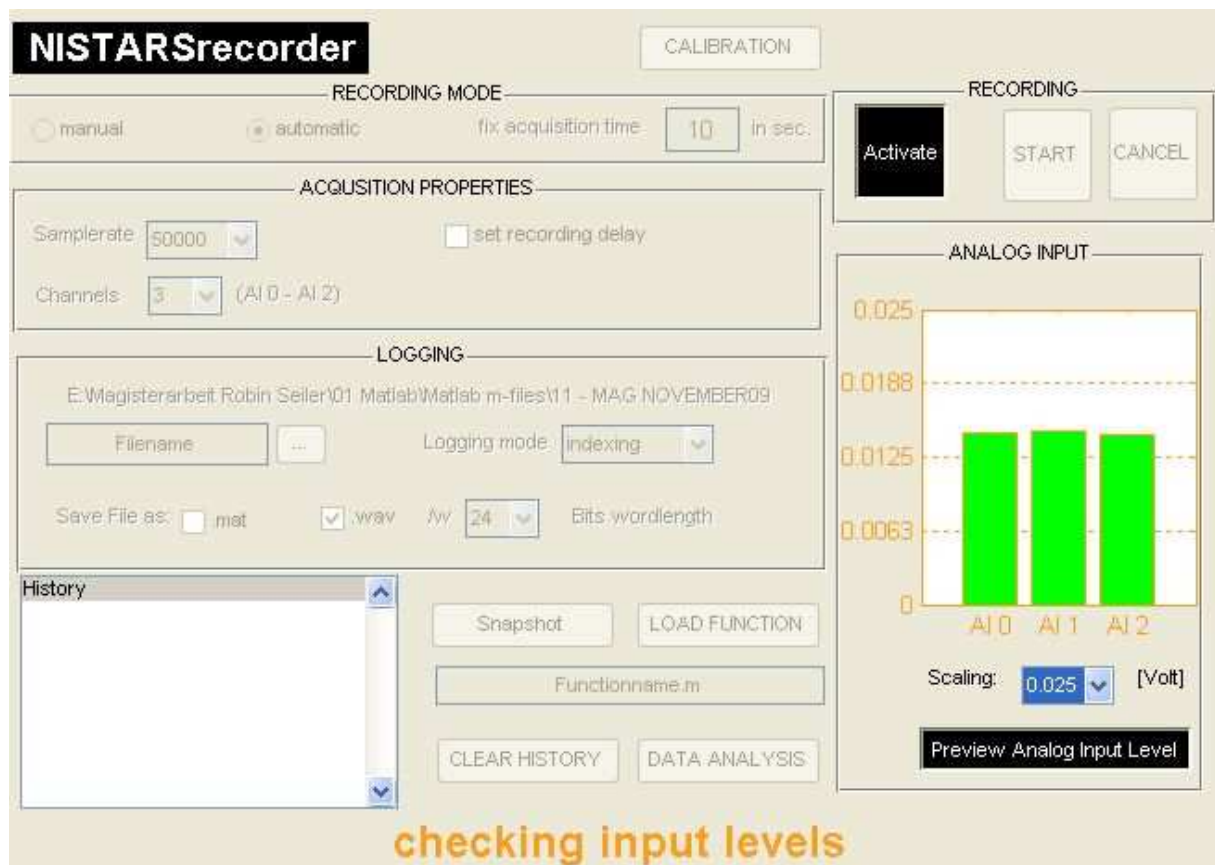 NISTARSrecorder
CALIBRATION
RECORDING MODE
manual
automatic
fix acquisition time
10
in sec.
RECORDING
Activate
START
CANCEL
ACQUSITION PROPERTIES
Samplerate
50000
set recording delay
Channels
3
(AI 0 - AI 2)
LOGGING
E:\Magisterarbeit Robin Seiler\01 Matlab\Matlab m-files\11 - MAG NOVEMBER09
Filename
...
Logging mode
indexing
Save File as:
.mat
.wav
/w
24
Bits wordlength
ANALOG INPUT
0.025
0.0188
0.0125
0.0063
0
AI 0 AI 1 AI 2
Scaling:
0.025
[Volt]
Preview Analog Input Level
History
Snapshot
LOAD FUNCTION
Functionname.m
CLEAR HISTORY
DATA ANALYSIS
checking input levels